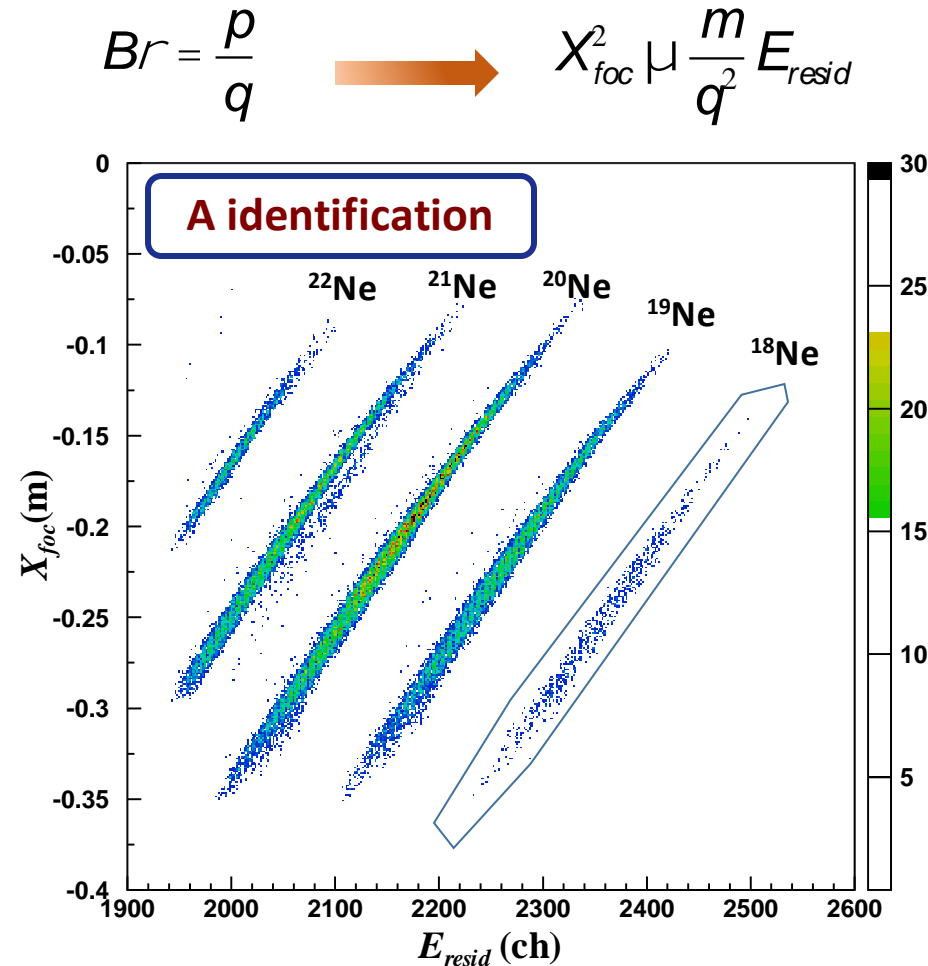 Br = p/q X²foc µ m/q² Eresid
A identification
²²Ne ²¹Ne ²⁰Ne ¹⁹Ne ¹⁸Ne
0
-0.05
-0.1
-0.15
-0.2
-0.25
-0.3
-0.35
-0.4
Xfoc(m)
1900 2000 2100 2200 2300 2400 2500 2600
Eresid (ch)
30
25
20
15
10
5